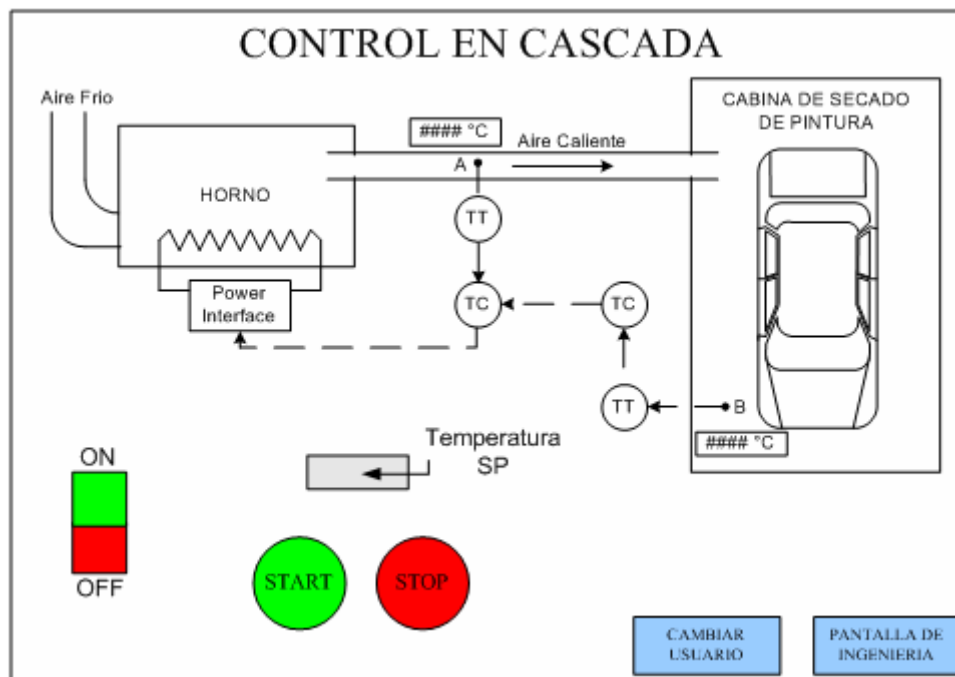 CONTROL EN CASCADA
Aire Frio
#### °C
A
Aire Caliente
CABINA DE SECADO
DE PINTURA
HORNO
TT
Power
Interface
TC
TC
TT
B
#### °C
Temperatura
SP
ON
OFF
START
STOP
CAMBIAR
USUARIO
PANTALLA DE
INGENIERIA